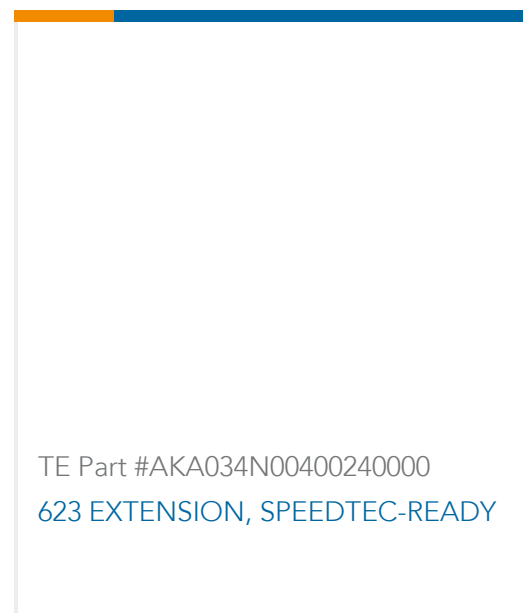 TE Part #AKA034N00400240000
623 EXTENSION, SPEEDTEC-READY